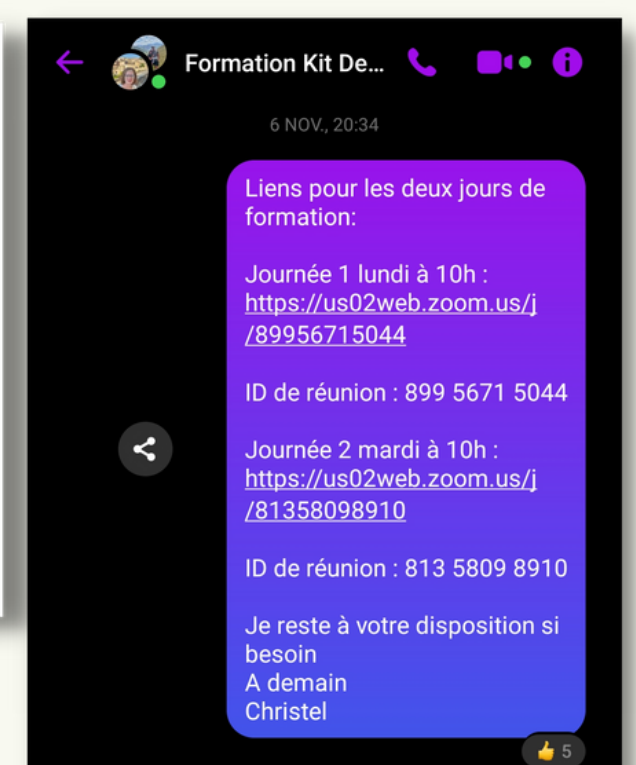 Formation Kit De...
6 NOV., 20:34
Liens pour les deux jours de
formation:
Journée 1 lundi à 10h :
https://us02web.zoom.us/j
/89956715044
ID de réunion : 899 5671 5044
Journée 2 mardi à 10h :
https://us02web.zoom.us/j
/81358098910
ID de réunion : 813 5809 8910
Je reste à votre disposition si
besoin
A demain
Christel
👍 5